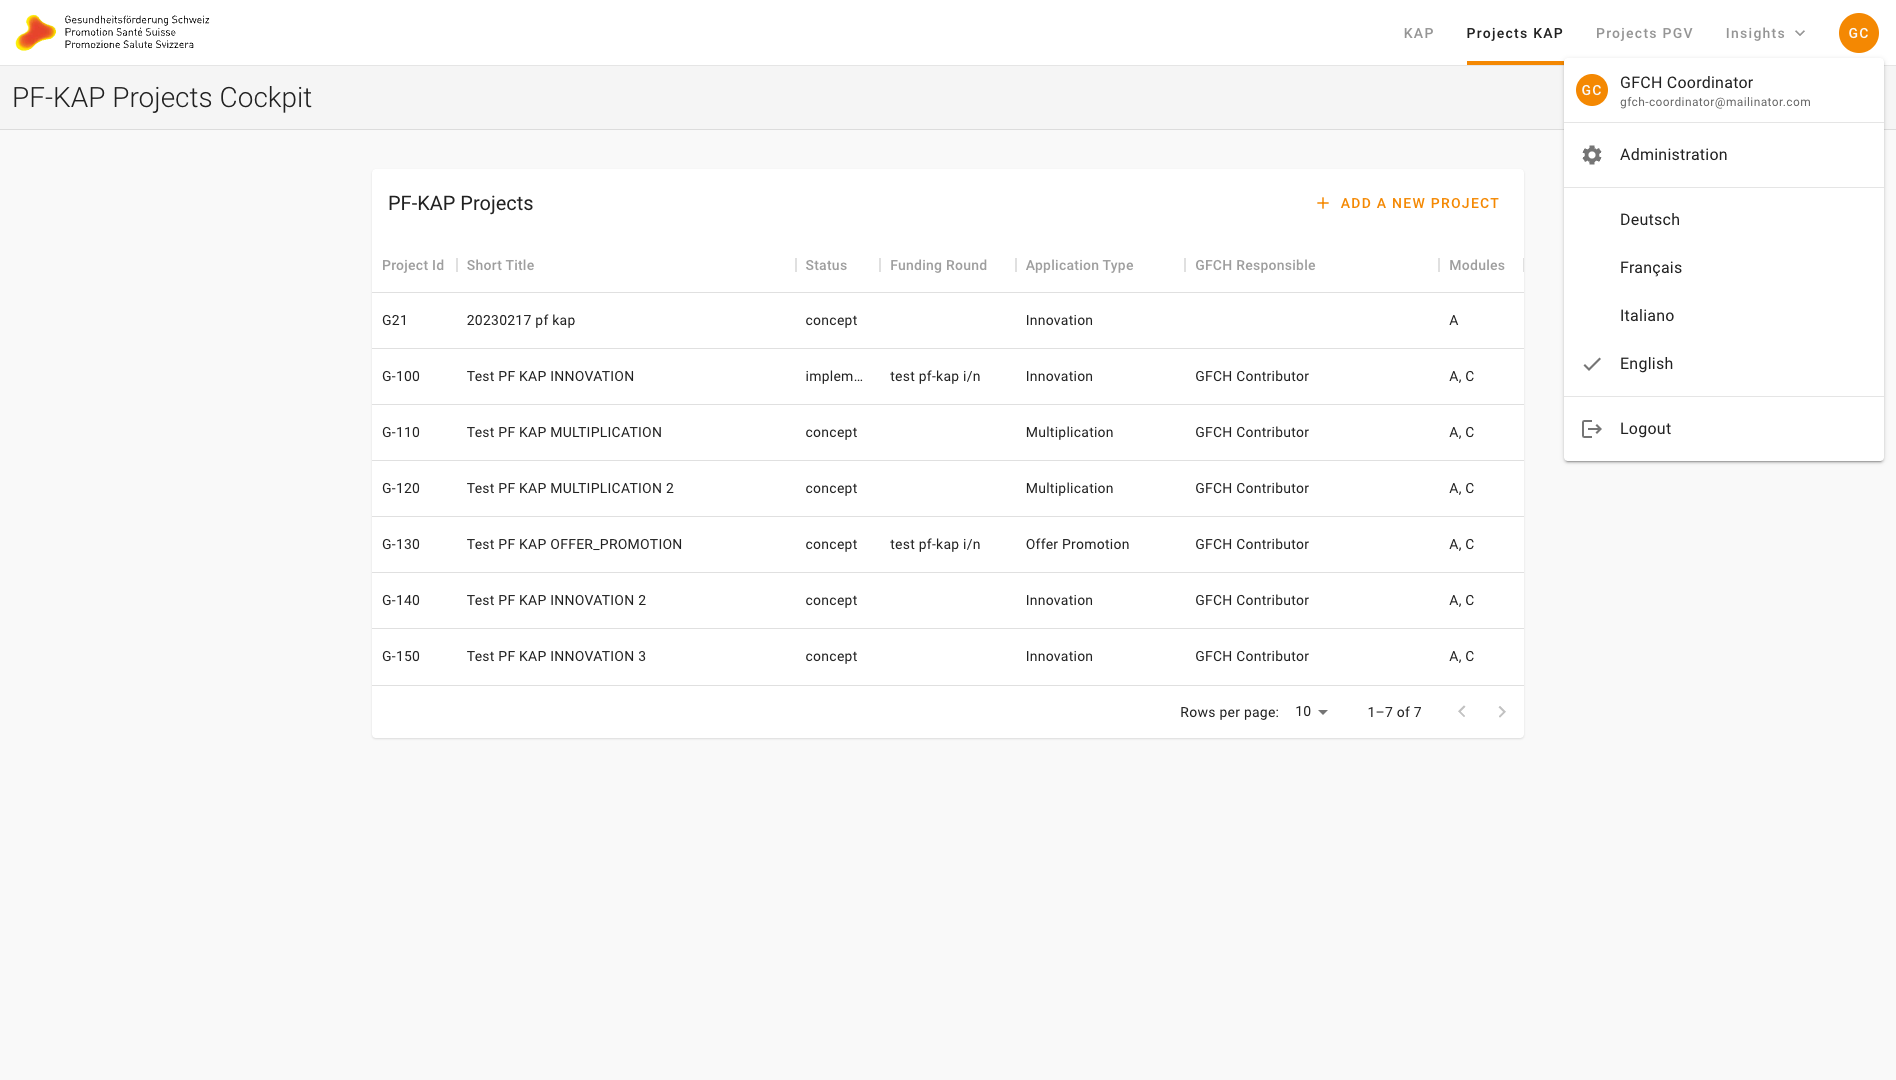 Gesundheitsförderung Schweiz
Promotion Santé Suisse
Promozione Salute Svizzera
KAP
Projects KAP
Projects PGV
Insights
GC
PF-KAP Projects Cockpit
GC
GFCH Coordinator
gfch-coordinator@mailinator.com
Administration
Deutsch
Français
Italiano
English
Logout
PF-KAP Projects
ADD A NEW PROJECT
Project Id Short Title Status Funding Round Application Type GFCH Responsible Modules
G21 20230217 pf kap concept Innovation A
G-100 Test PF KAP INNOVATION implem... test pf-kap i/n Innovation GFCH Contributor A, C
G-110 Test PF KAP MULTIPLICATION concept Multiplication GFCH Contributor A, C
G-120 Test PF KAP MULTIPLICATION 2 concept Multiplication GFCH Contributor A, C
G-130 Test PF KAP OFFER_PROMOTION concept test pf-kap i/n Offer Promotion GFCH Contributor A, C
G-140 Test PF KAP INNOVATION 2 concept Innovation GFCH Contributor A, C
G-150 Test PF KAP INNOVATION 3 concept Innovation GFCH Contributor A, C
Rows per page: 10 1–7 of 7